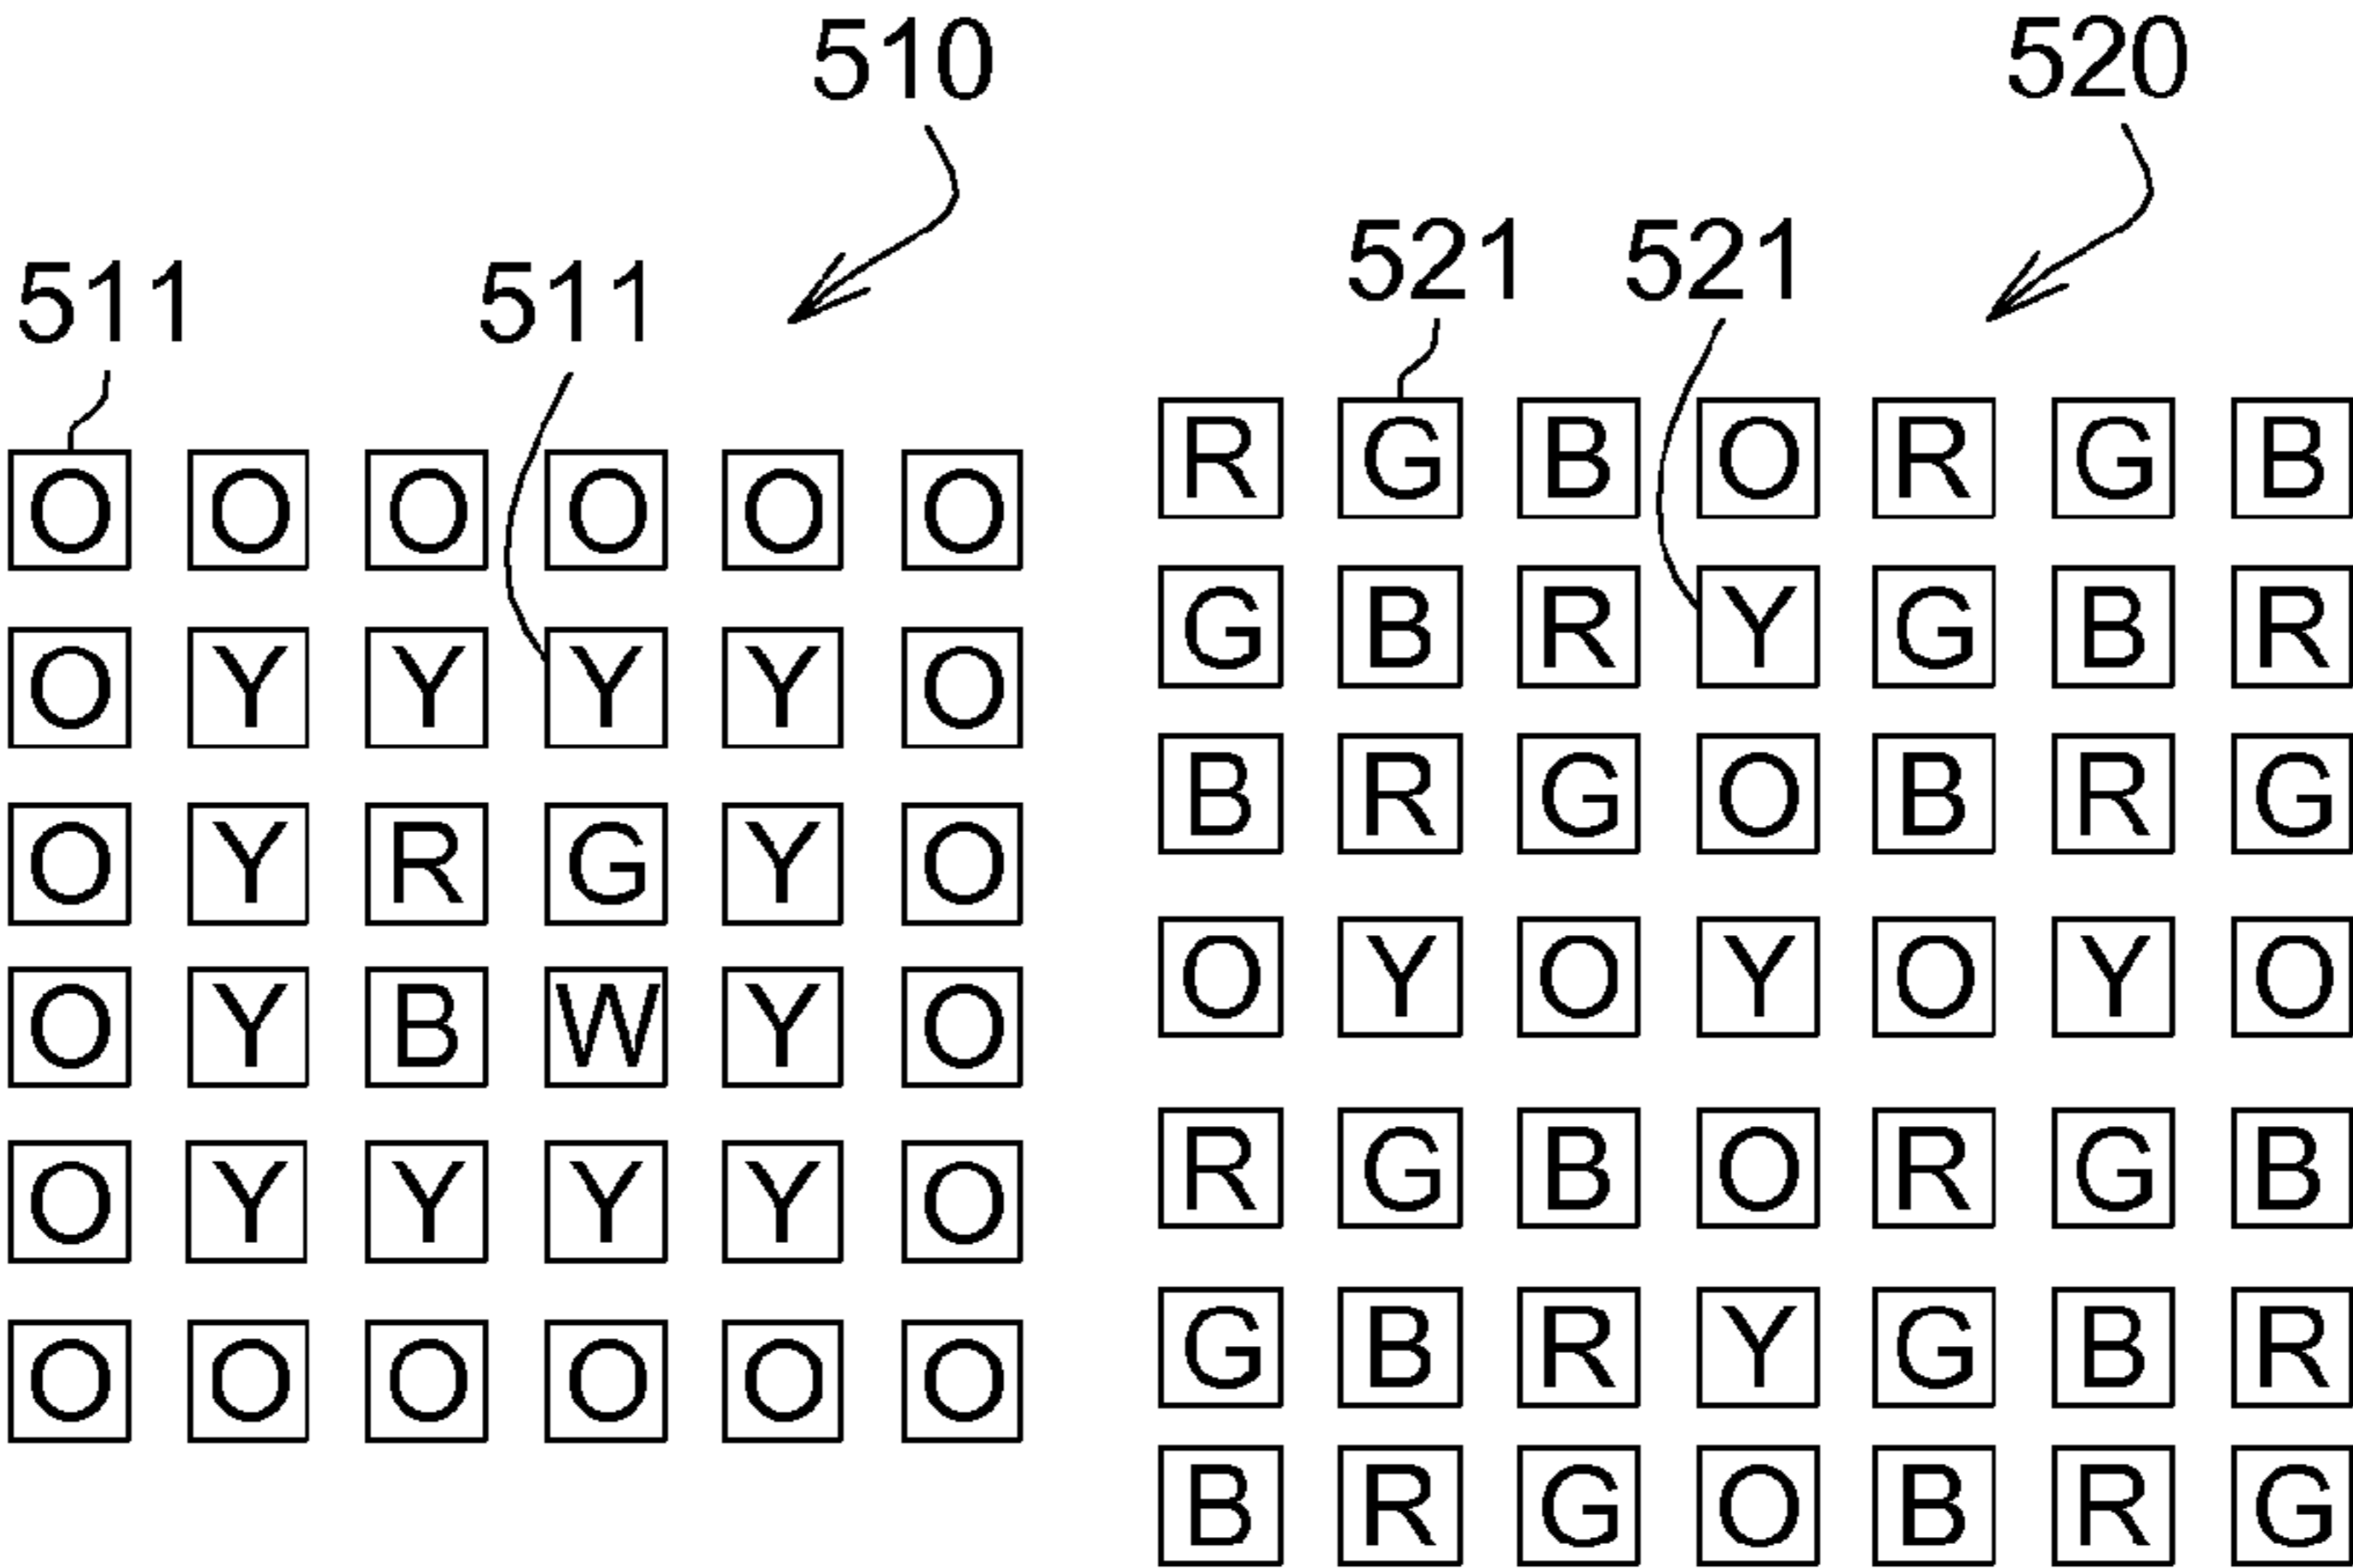 510
520
511 511
521 521
O O O O O O
O Y Y Y Y O
O Y R G Y O
O Y B W Y O
O Y Y Y Y O
O O O O O O
R G B O R G B
G B R Y G B R
B R G O B R G
O Y O Y O Y O
R G B O R G B
G B R Y G B R
B R G O B R G